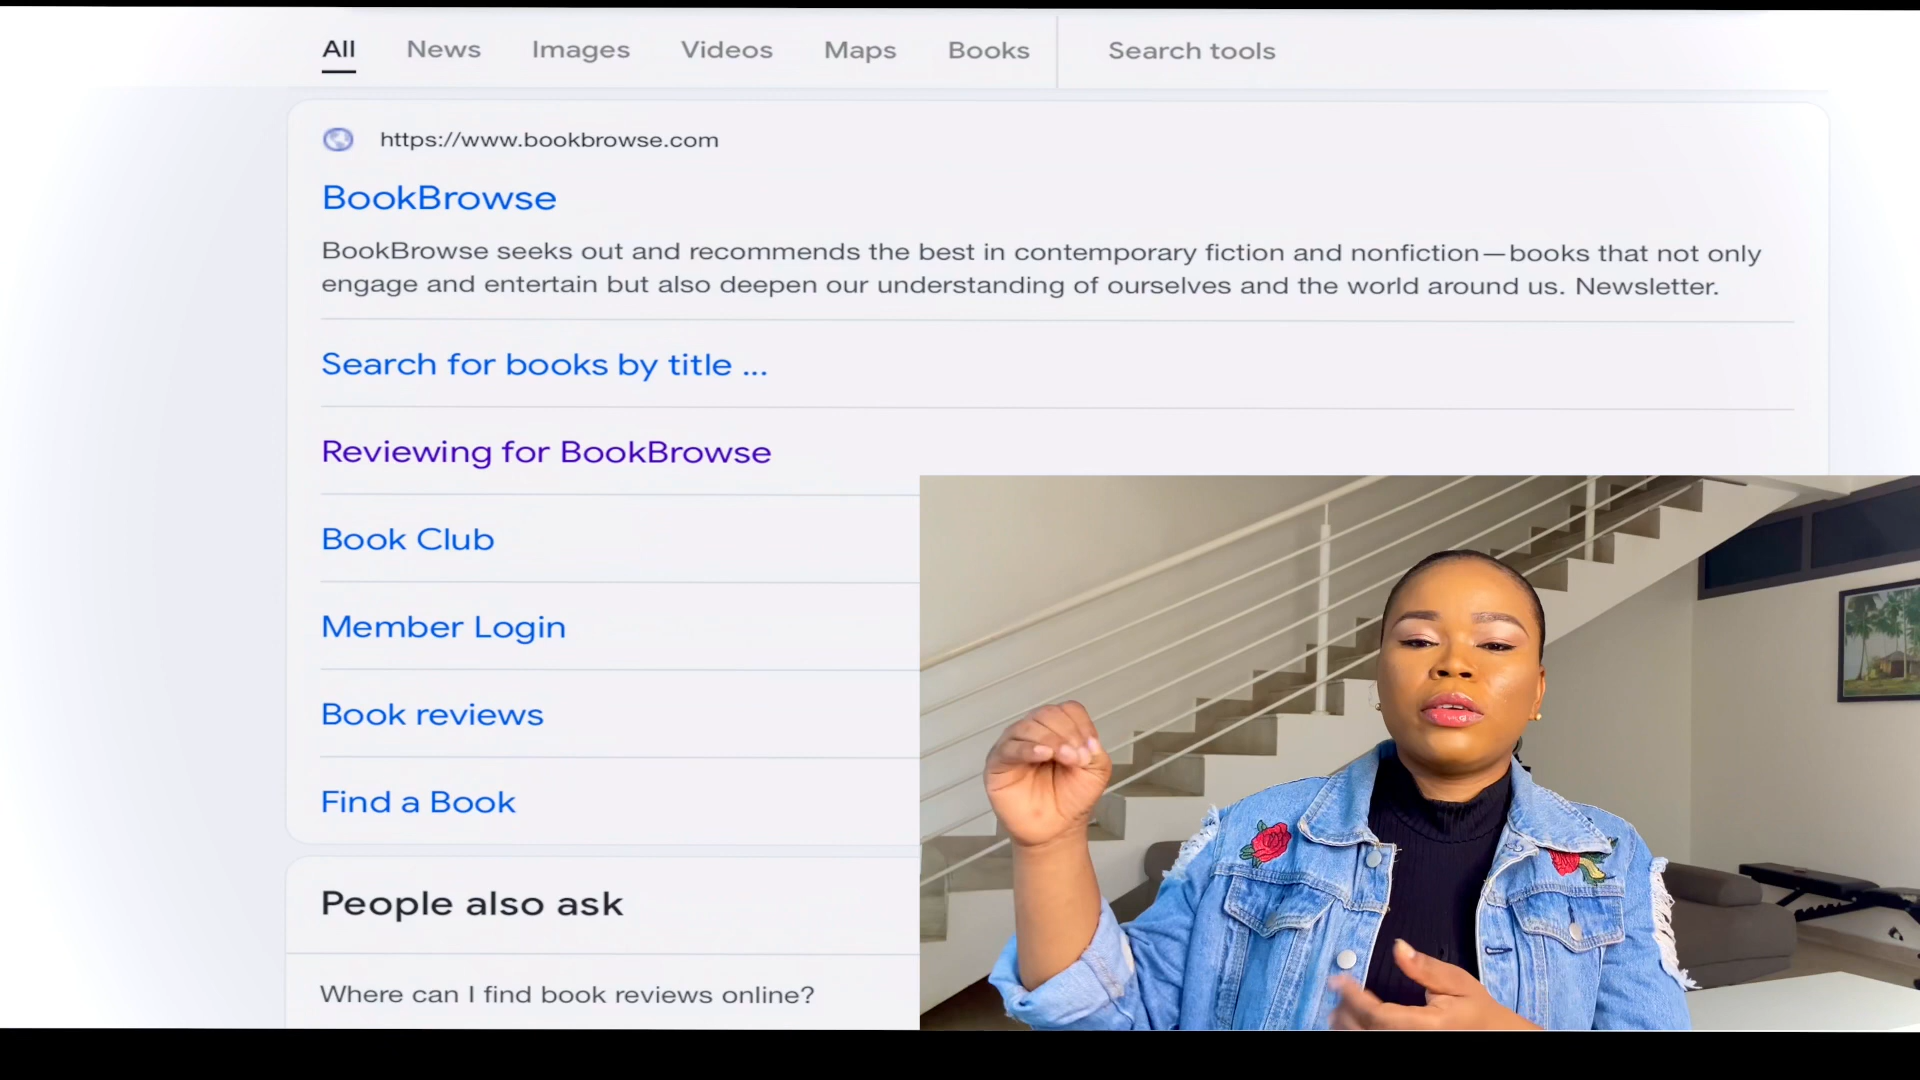 All News Images Videos Maps Books Search tools
https://www.bookbrowse.com
BookBrowse
BookBrowse seeks out and recommends the best in contemporary fiction and nonfiction—books that not only
engage and entertain but also deepen our understanding of ourselves and the world around us. Newsletter.
Search for books by title ...
Reviewing for BookBrowse
Book Club
Member Login
Book reviews
Find a Book
People also ask
Where can I find book reviews online?